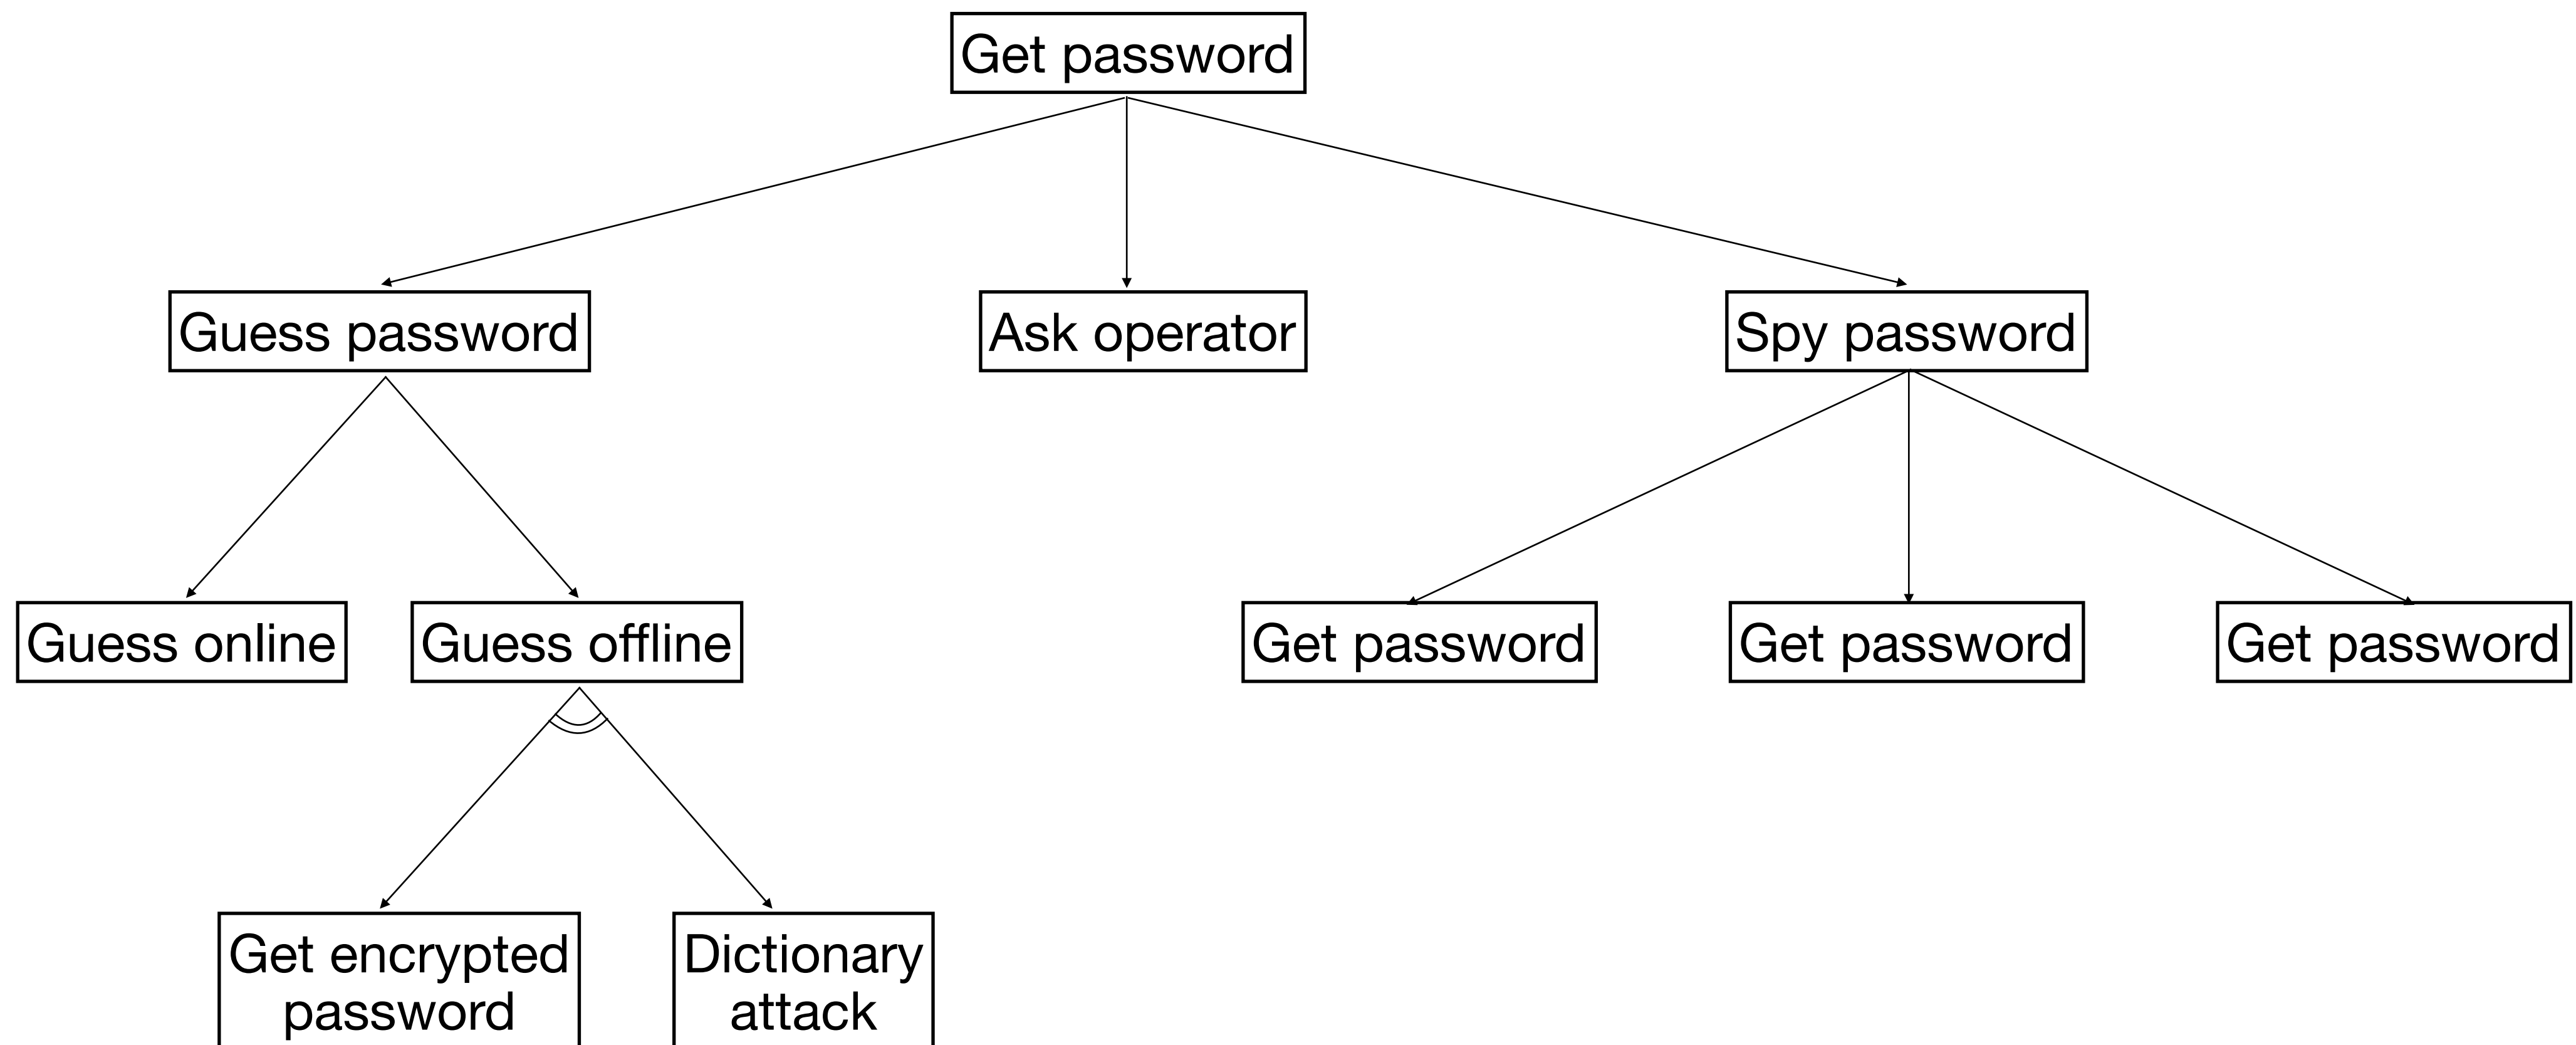 Get password
Guess password
Ask operator
Spy password
Guess online
Guess offline
Get password
Get password
Get password
Get encrypted
password
Dictionary
attack